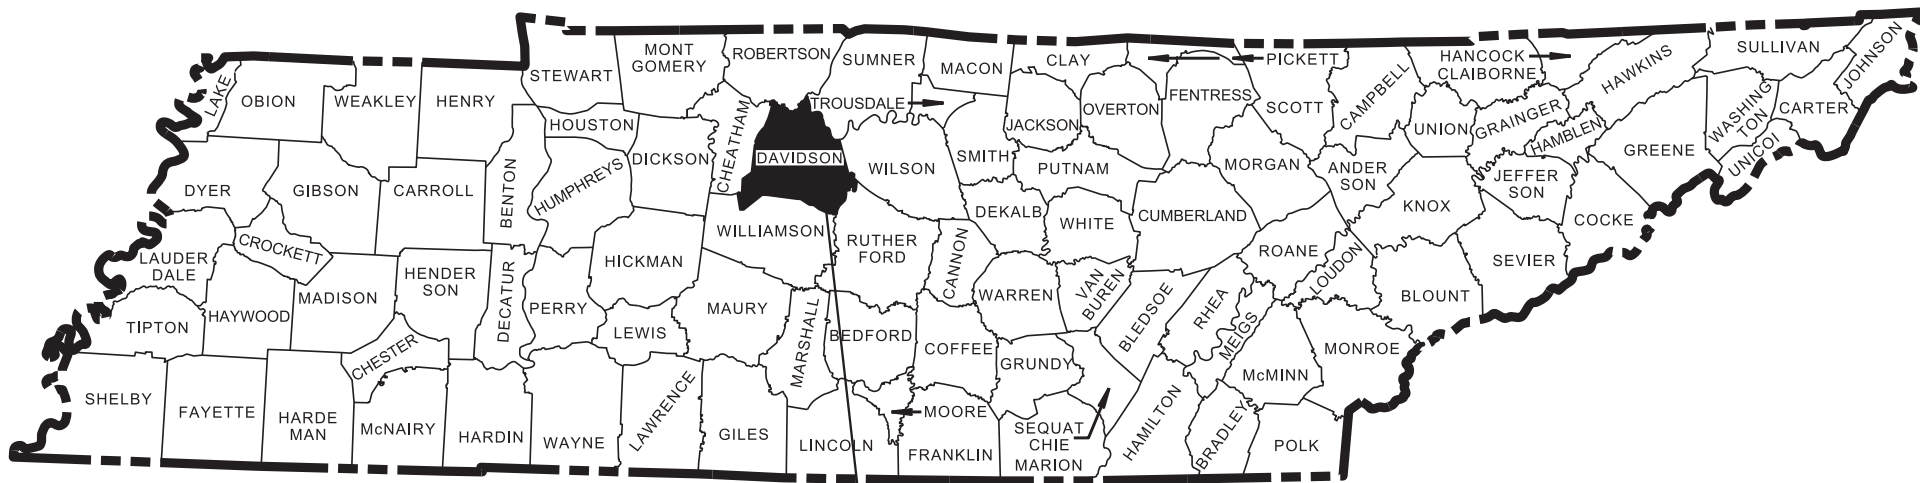 LAKE
OBION
WEAKLEY
HENRY
STEWART
MONT
GOMERY
ROBERTSON
SUMNER
MACON
CLAY
PICKETT
HANCOCK
CLAIBORNE
HAWKINS
SULLIVAN
JOHNSON
TROUSDALE
OVERTON
FENTRESS
SCOTT
CAMPBELL
UNION
GRAINGER
HAMBLEN
WASHING
TON
CARTER
UNICOI
GREENE
HOUSTON
DICKSON
CHEATHAM
DAVIDSON
WILSON
SMITH
JACKSON
PUTNAM
MORGAN
ANDER
SON
JEFFER
SON
COCKE
DYER
GIBSON
CARROLL
BENTON
HUMPHREYS
DEKALB
WHITE
CUMBERLAND
KNOX
LAUDER
DALE
CROCKETT
HENDER
SON
DECATUR
HICKMAN
WILLIAMSON
RUTHER
FORD
CANNON
ROANE
LOUDON
SEVIER
BLOUNT
TIPTON
HAYWOOD
MADISON
PERRY
LEWIS
MAURY
MARSHALL
BEDFORD
WARREN
VAN
BUREN
BLEDSOE
RHEA
MEIGS
MONROE
CHESTER
COFFEE
GRUNDY
McMINN
SHELBY
FAYETTE
HARDE
MAN
McNAIRY
HARDIN
WAYNE
LAWRENCE
GILES
LINCOLN
MOORE
FRANKLIN
SEQUAT
CHIE
MARION
HAMILTON
BRADLEY
POLK